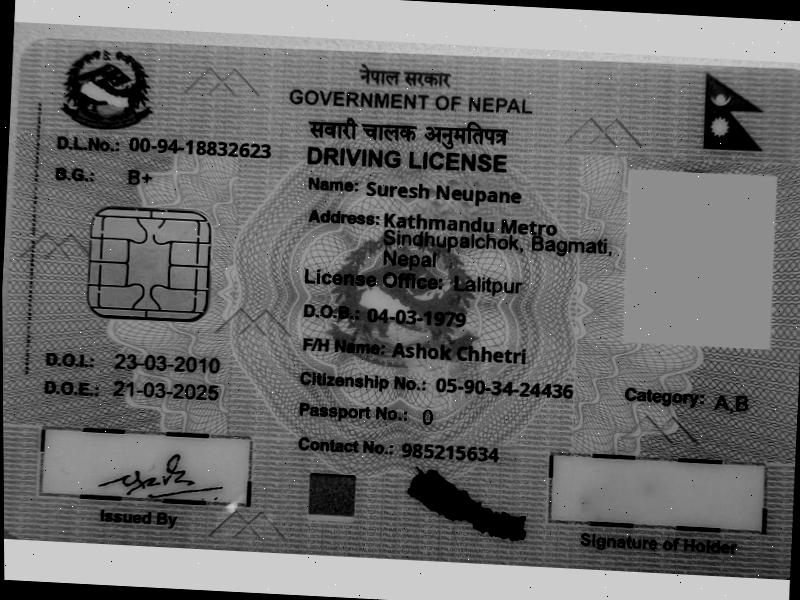 नेपाल सरकार
GOVERNMENT OF NEPAL
सवारी चालक अनुमतिपत्र
DRIVING LICENSE
D.L.No.: 00-94-18832623
B.G.: B+
Name: Suresh Neupane
Address: Kathmandu Metro
Sindhupalchok, Bagmati,
Nepal
License Office: Lalitpur
D.O.B.: 04-03-1979
F/H Name: Ashok Chhetri
D.O.I.: 23-03-2010
D.O.E.: 21-03-2025
Citizenship No.: 05-90-34-24436
Category: A,B
Passport No.: 0
Contact No.: 985215634
Issued By
Signature of Holder